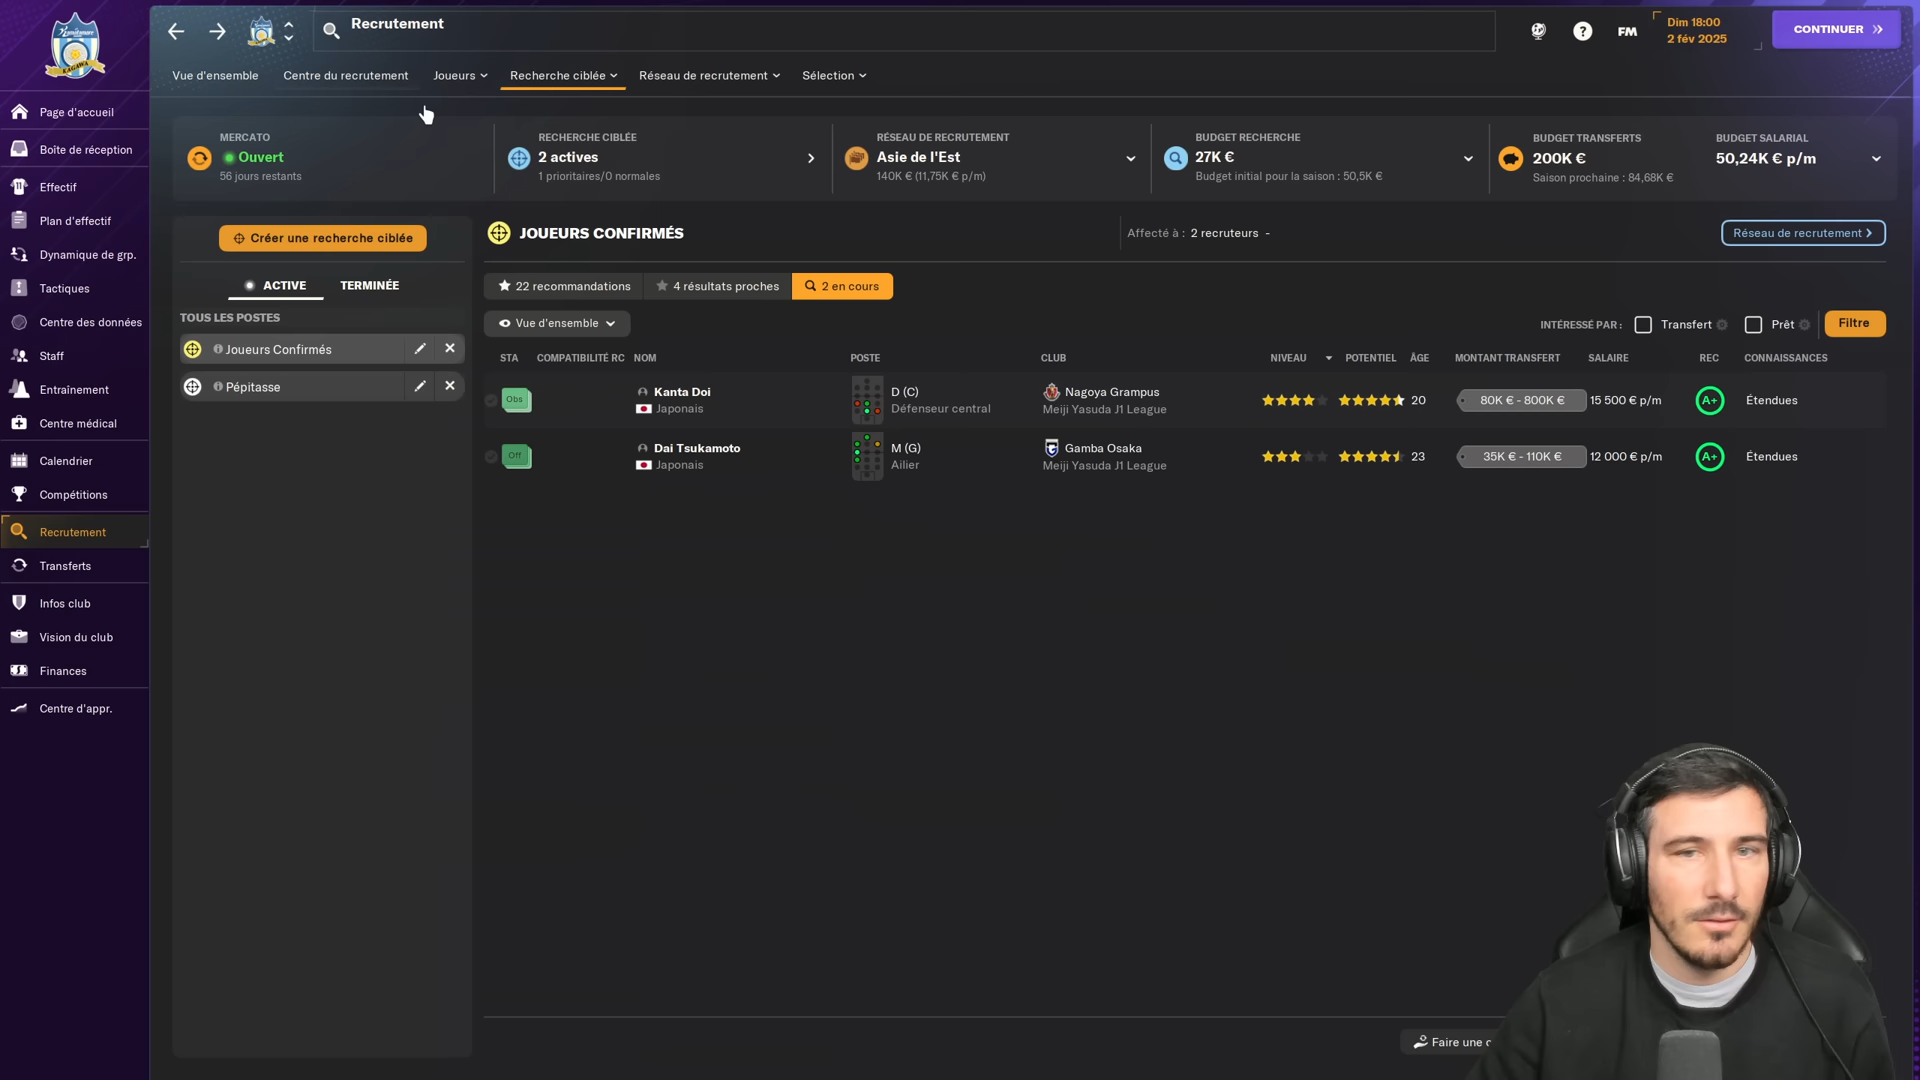 Recrutement
FM
Dim 18:00
2 fév 2025
CONTINUER
KAGAWA
Vue d'ensemble
Centre du recrutement
Joueurs
Recherche ciblée
Réseau de recrutement
Sélection
Page d'accueil
Boîte de réception
Effectif
Plan d'effectif
Dynamique de grp.
Tactiques
Centre des données
Staff
Entraînement
Centre médical
Calendrier
Compétitions
Recrutement
Transferts
Infos club
Vision du club
Finances
Centre d'appr.
MERCATO
Ouvert
56 jours restants
RECHERCHE CIBLÉE
2 actives
1 prioritaires/0 normales
RÉSEAU DE RECRUTEMENT
Asie de l'Est
140K € (11,75K € p/m)
BUDGET RECHERCHE
27K €
Budget initial pour la saison : 50,5K €
BUDGET TRANSFERTS
200K €
Saison prochaine : 84,68K €
BUDGET SALARIAL
50,24K € p/m
Créer une recherche ciblée
ACTIVE
TERMINÉE
TOUS LES POSTES
Joueurs Confirmés
Pépitasse
JOUEURS CONFIRMÉS
Affecté à : 2 recruteurs -
Réseau de recrutement
22 recommandations
4 résultats proches
2 en cours
Vue d'ensemble
INTÉRESSÉ PAR :
Transfert
Prêt
Filtre
STA COMPATIBILITÉ RC NOM POSTE CLUB NIVEAU POTENTIEL ÂGE MONTANT TRANSFERT SALAIRE REC CONNAISSANCES
Obs Kanta Doi D (C) Nagoya Grampus 20 80K € - 800K € 15 500 € p/m A+ Étendues
Japonais Défenseur central Meiji Yasuda J1 League
Off Dai Tsukamoto M (G) Gamba Osaka 23 35K € - 110K € 12 000 € p/m A+ Étendues
Japonais Ailier Meiji Yasuda J1 League
Faire une